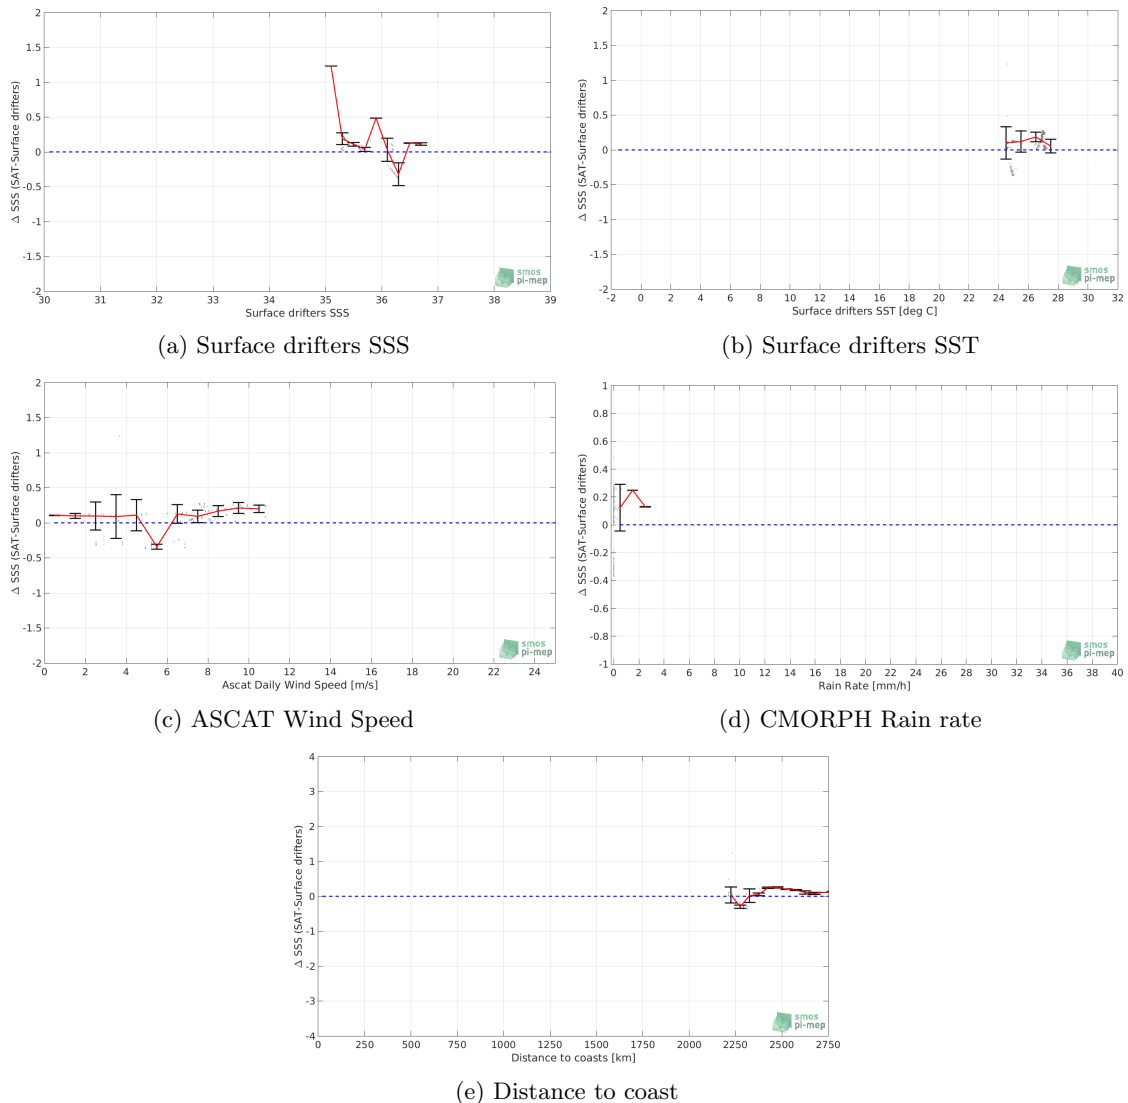 2
1.5
1
0.5
0
-0.5
-1
-1.5
-2
Δ SSS (SAT-Surface drifters)
30 31 32 33 34 35 36 37 38 39
Surface drifters SSS
smos
pi-mep
(a) Surface drifters SSS
2
1.5
1
0.5
0
-0.5
-1
-1.5
-2
Δ SSS (SAT-Surface drifters)
-2 0 2 4 6 8 10 12 14 16 18 20 22 24 26 28 30 32
Surface drifters SST [deg C]
smos
pi-mep
(b) Surface drifters SST
2
1.5
1
0.5
0
-0.5
-1
-1.5
-2
Δ SSS (SAT-Surface drifters)
0 2 4 6 8 10 12 14 16 18 20 22 24
Ascat Daily Wind Speed [m/s]
smos
pi-mep
(c) ASCAT Wind Speed
1
0.8
0.6
0.4
0.2
0
-0.2
-0.4
-0.6
-0.8
-1
Δ SSS (SAT-Surface drifters)
0 2 4 6 8 10 12 14 16 18 20 22 24 26 28 30 32 34 36 38 40
Rain Rate [mm/h]
smos
pi-mep
(d) CMORPH Rain rate
4
3
2
1
0
-1
-2
-3
-4
Δ SSS (SAT-Surface drifters)
0 250 500 750 1000 1250 1500 1750 2000 2250 2500 2750
Distance to coasts [km]
smos
pi-mep
(e) Distance to coast